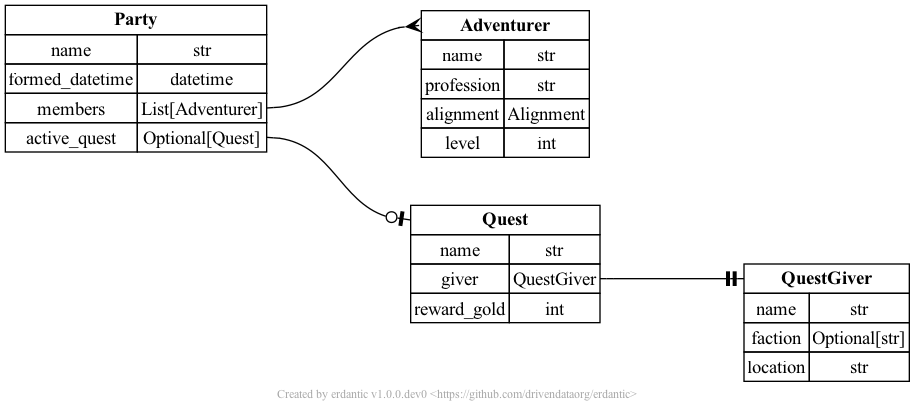 Party
name str
formed_datetime datetime
members List[Adventurer]
active_quest Optional[Quest]
Adventurer
name str
profession str
alignment Alignment
level int
Quest
name str
giver QuestGiver
reward_gold int
QuestGiver
name str
faction Optional[str]
location str
Created by erdantic v1.0.0.dev0 <https://github.com/drivendataorg/erdantic>